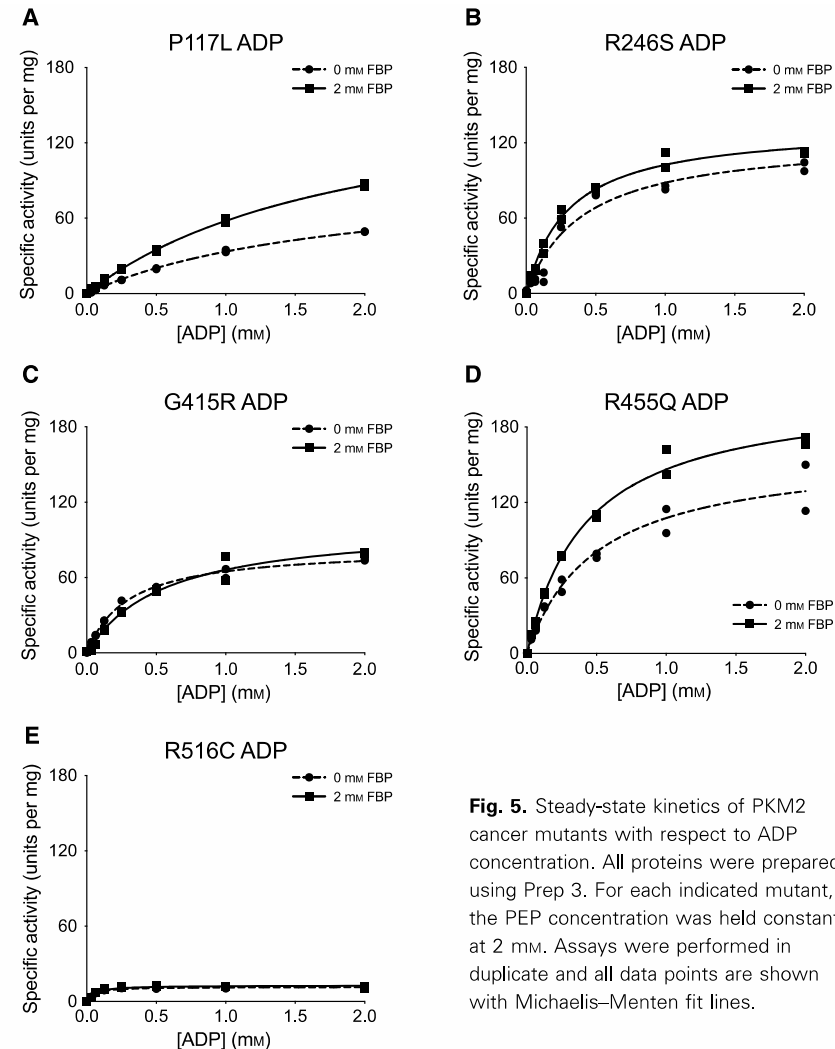 A
P117L ADP
Specific activity (units per mg)
180
120
60
0
0.0
0.5
1.0
1.5
2.0
[ADP] (mM)
0 mM FBP
2 mM FBP
B
R246S ADP
Specific activity (units per mg)
180
120
60
0
0.0
0.5
1.0
1.5
2.0
[ADP] (mM)
0 mM FBP
2 mM FBP
C
G415R ADP
Specific activity (units per mg)
180
120
60
0
0.0
0.5
1.0
1.5
2.0
[ADP] (mM)
0 mM FBP
2 mM FBP
D
R455Q ADP
Specific activity (units per mg)
180
120
60
0
0.0
0.5
1.0
1.5
2.0
[ADP] (mM)
0 mM FBP
2 mM FBP
E
R516C ADP
Specific activity (units per mg)
180
120
60
0
0.0
0.5
1.0
1.5
2.0
[ADP] (mM)
0 mM FBP
2 mM FBP
Fig. 5. Steady-state kinetics of PKM2
cancer mutants with respect to ADP
concentration. All proteins were prepared
using Prep 3. For each indicated mutant,
the PEP concentration was held constant
at 2 mM. Assays were performed in
duplicate and all data points are shown
with Michaelis–Menten fit lines.